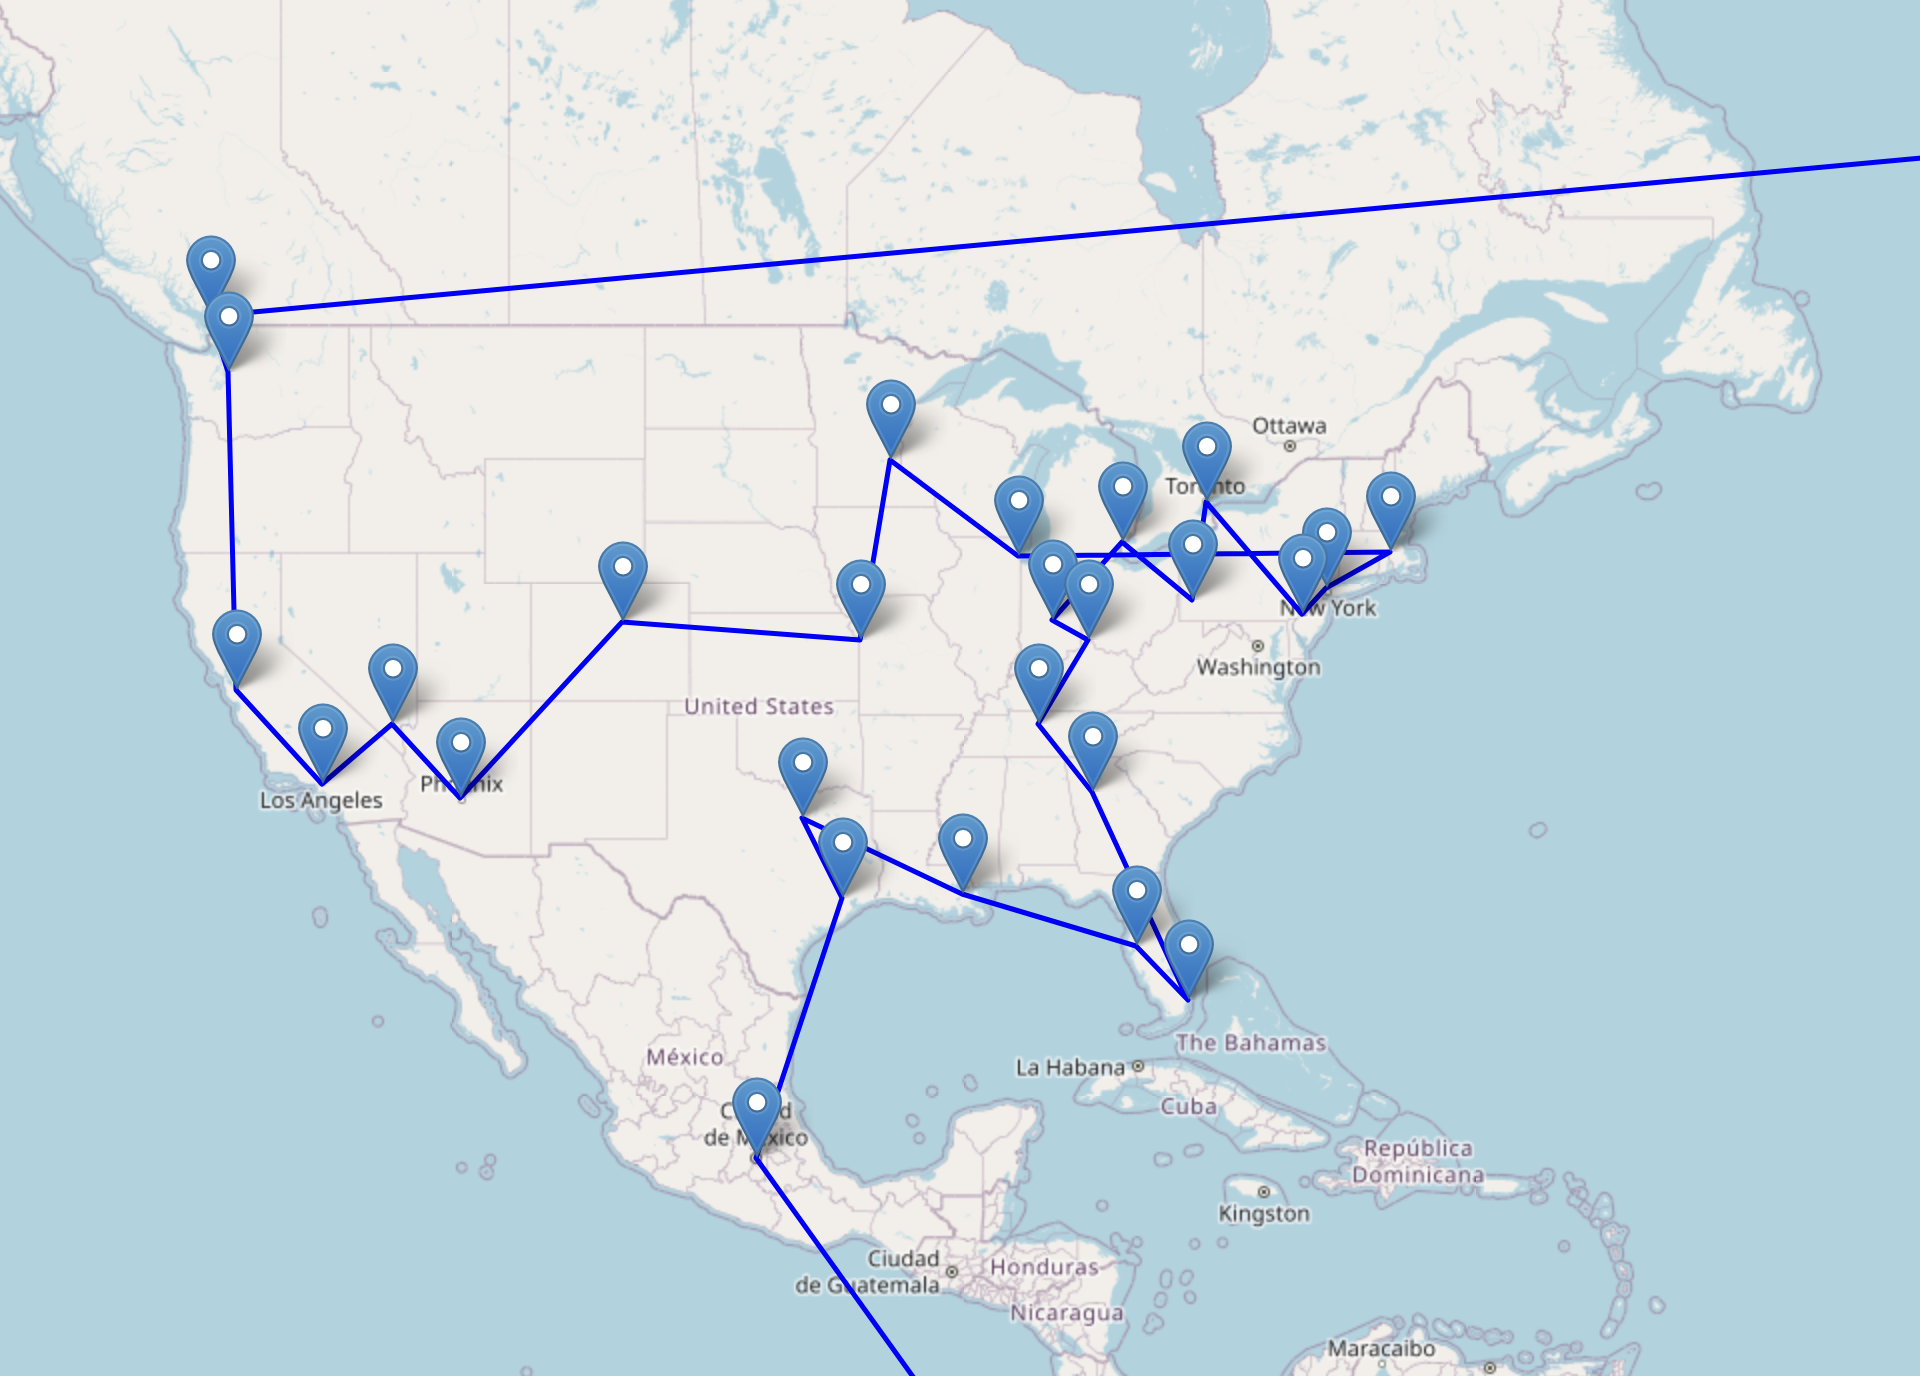 Ottawa
Toronto
New York
Washington
United States
Phoenix
Los Angeles
The Bahamas
México
La Habana
Cuba
Ciudad
de México
República
Dominicana
Kingston
Ciudad
de Guatemala
Honduras
Nicaragua
Maracaibo